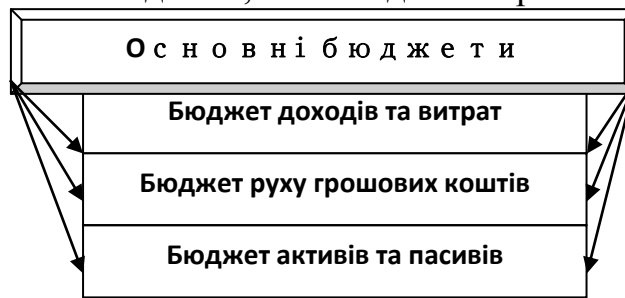 Основні бюджети
Бюджет доходів та витрат
Бюджет руху грошових коштів
Бюджет активів та пасивів